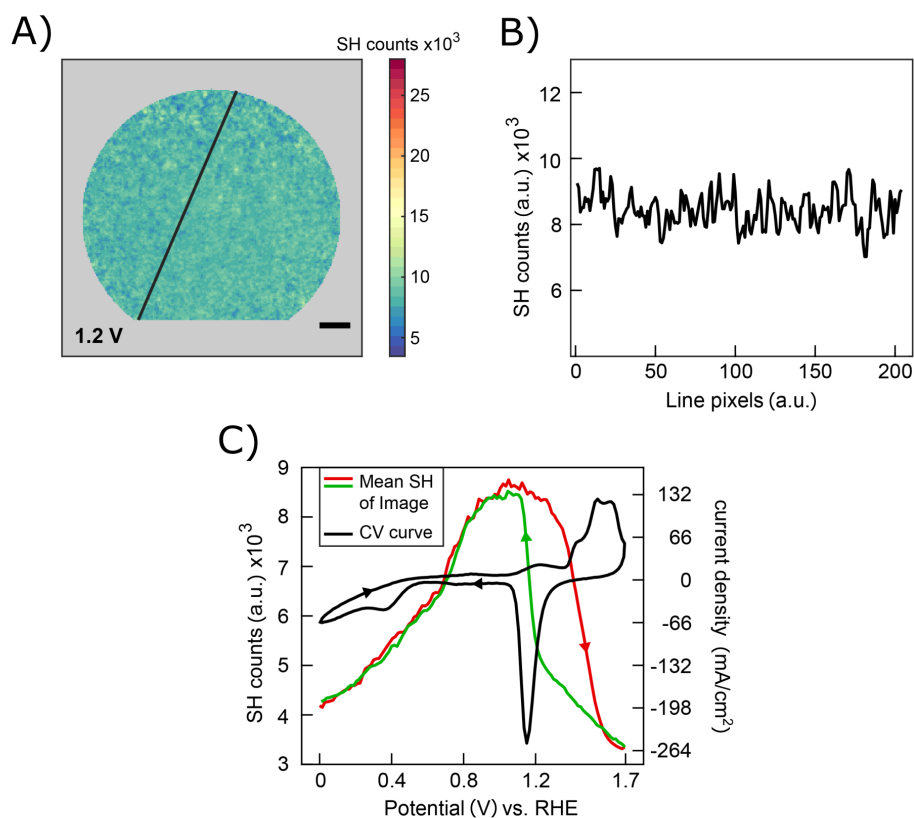 A)
SH counts x10³
25
20
15
10
5
1.2 V
B)
SH counts (a.u.) x10³
12
10
8
6
0
50
100
150
200
Line pixels (a.u.)
C)
SH counts (a.u.) x10³
9
8
7
6
5
4
3
Mean SH
of Image
CV curve
132
66
0
-66
-132
-198
-264
current density (mA/cm²)
0
0.4
0.8
1.2
1.7
Potential (V) vs. RHE